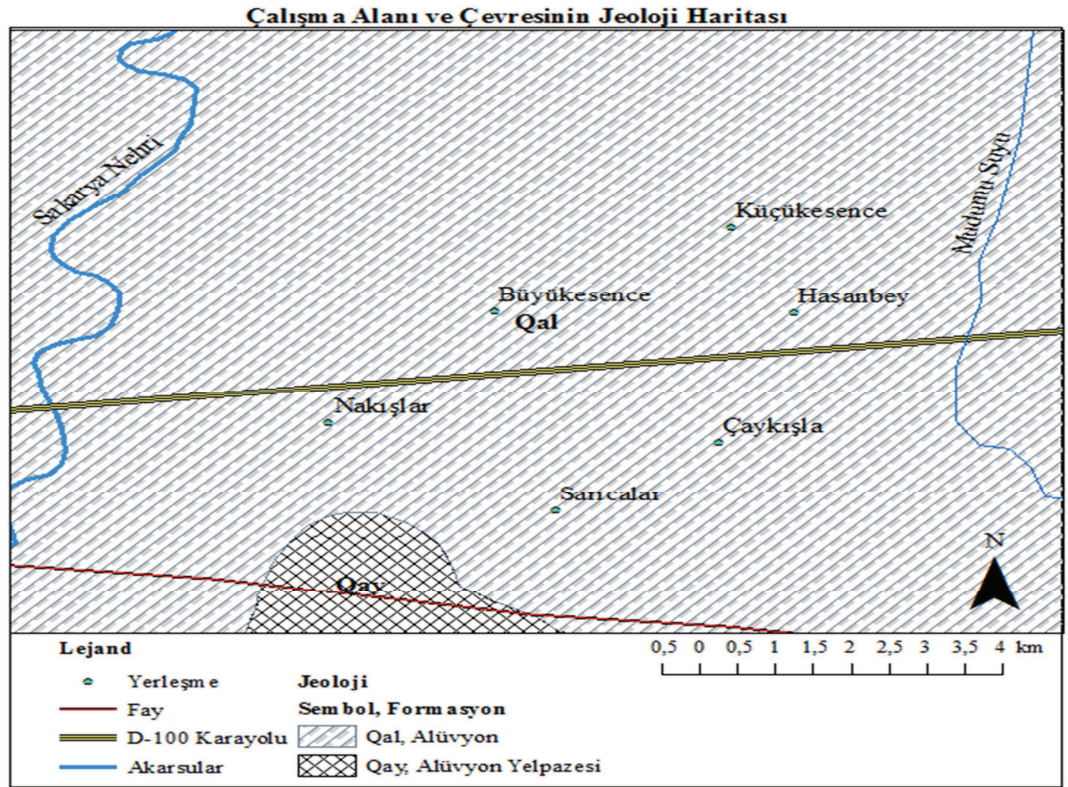 Çalışma Alanı ve Çevresinin Jeoloji Haritası
Sakarya Nehri
Mudurnu Suyu
Küçükesence
Büyükesence
Hasanbey
Qal
Nakışlar
Çaykışla
Sarıcalar
Qay
N
Lejand
Yerleşme
Fay
D-100 Karayolu
Akarsular
Jeoloji
Sembol, Formasyon
Qal, Alüvyon
Qay, Alüvyon Yelpazesi
0,5 0 0,5 1 1,5 2 2,5 3 3,5 4 km